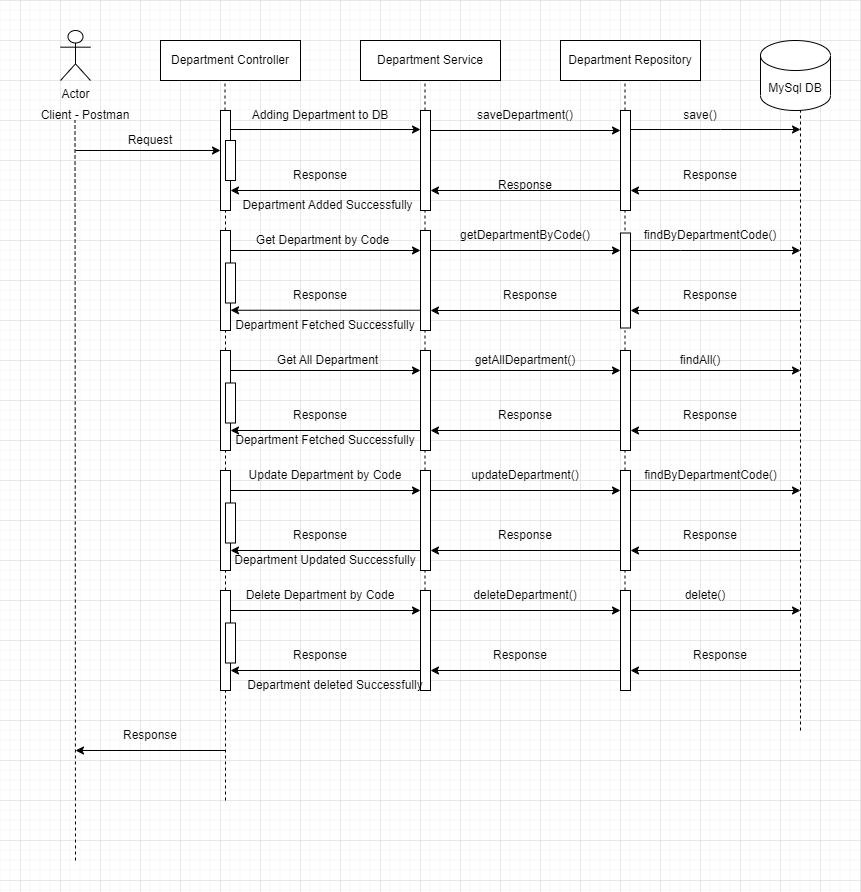 Department Controller
Department Service
Department Repository
MySql DB
Actor
Client - Postman
Adding Department to DB
saveDepartment()
save()
Request
Response
Response
Response
Department Added Successfully
Get Department by Code
getDepartmentByCode()
findByDepartmentCode()
Response
Response
Response
Department Fetched Successfully
Get All Department
getAllDepartment()
findAll()
Response
Response
Response
Department Fetched Successfully
Update Department by Code
updateDepartment()
findByDepartmentCode()
Response
Response
Response
Department Updated Successfully
Delete Department by Code
deleteDepartment()
delete()
Response
Response
Response
Department deleted Successfully
Response